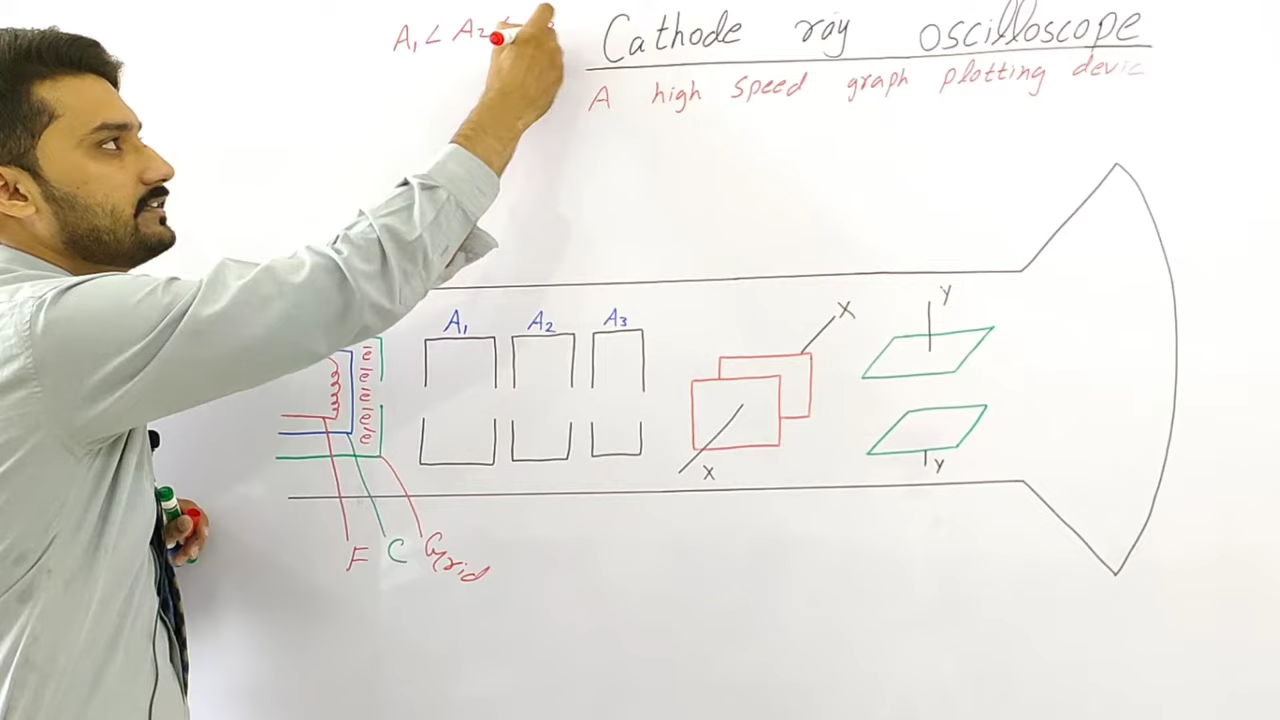 A₁ < A₂ <
Cathode ray oscilloscope
A high speed graph plotting devic
A₁ A₂ A₃
X
Y
X
Y
F C Grid